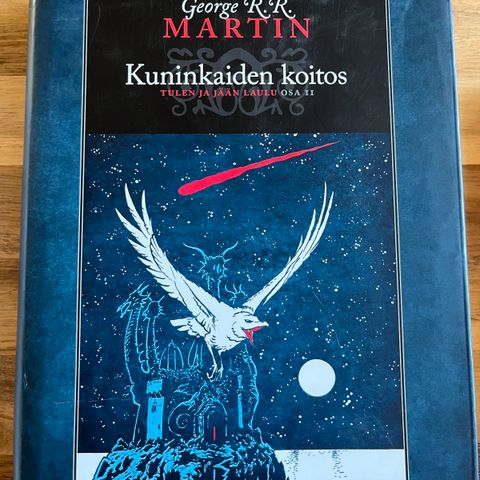 George R.R.
MARTIN
Kuninkaiden koitos
TULEN JA JÄÄN LAULU OSA II